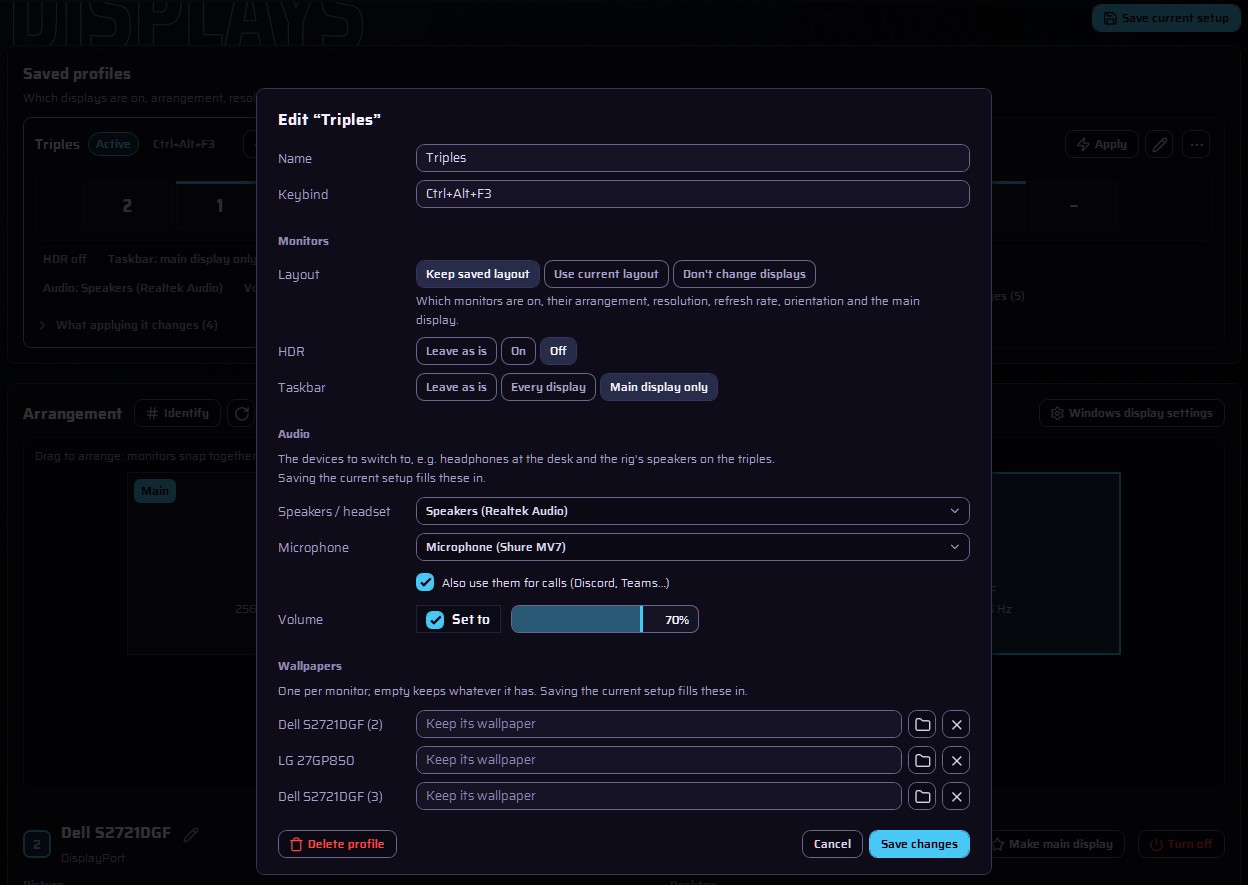 DISPLAYS
Save current setup
Saved profiles
Which displays are on, arrangement, reso
Triples Active Ctrl+Alt+F3
Apply
2 1 –
HDR off Taskbar: main display only
Audio: Speakers (Realtek Audio)
es (5)
What applying it changes (4)
Arrangement Identify
Windows display settings
Drag to arrange: monitors snap together
Main
256
Hz
2 Dell S2721DGF
DisplayPort
Make main display Turn off
Edit “Triples”
Name Triples
Keybind Ctrl+Alt+F3
Monitors
Layout Keep saved layout Use current layout Don't change displays
Which monitors are on, their arrangement, resolution, refresh rate, orientation and the main
display.
HDR Leave as is On Off
Taskbar Leave as is Every display Main display only
Audio
The devices to switch to, e.g. headphones at the desk and the rig's speakers on the triples.
Saving the current setup fills these in.
Speakers / headset Speakers (Realtek Audio)
Microphone Microphone (Shure MV7)
Also use them for calls (Discord, Teams...)
Volume Set to 70%
Wallpapers
One per monitor; empty keeps whatever it has. Saving the current setup fills these in.
Dell S2721DGF (2) Keep its wallpaper
LG 27GP850 Keep its wallpaper
Dell S2721DGF (3) Keep its wallpaper
Delete profile Cancel Save changes